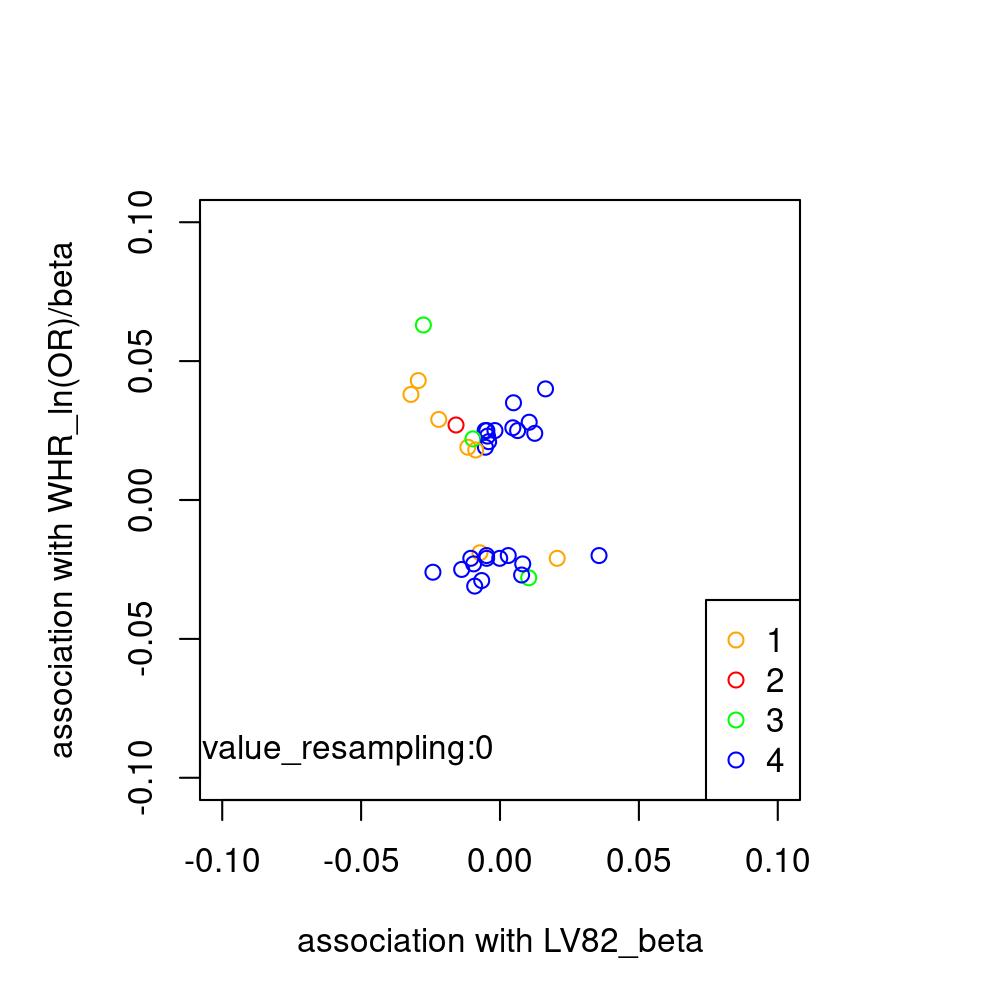 association with WHR_ln(OR)/beta
0.10
0.05
0.00
-0.05
-0.10
value_resampling:0
1
2
3
4
-0.10 -0.05 0.00 0.05 0.10
association with LV82_beta